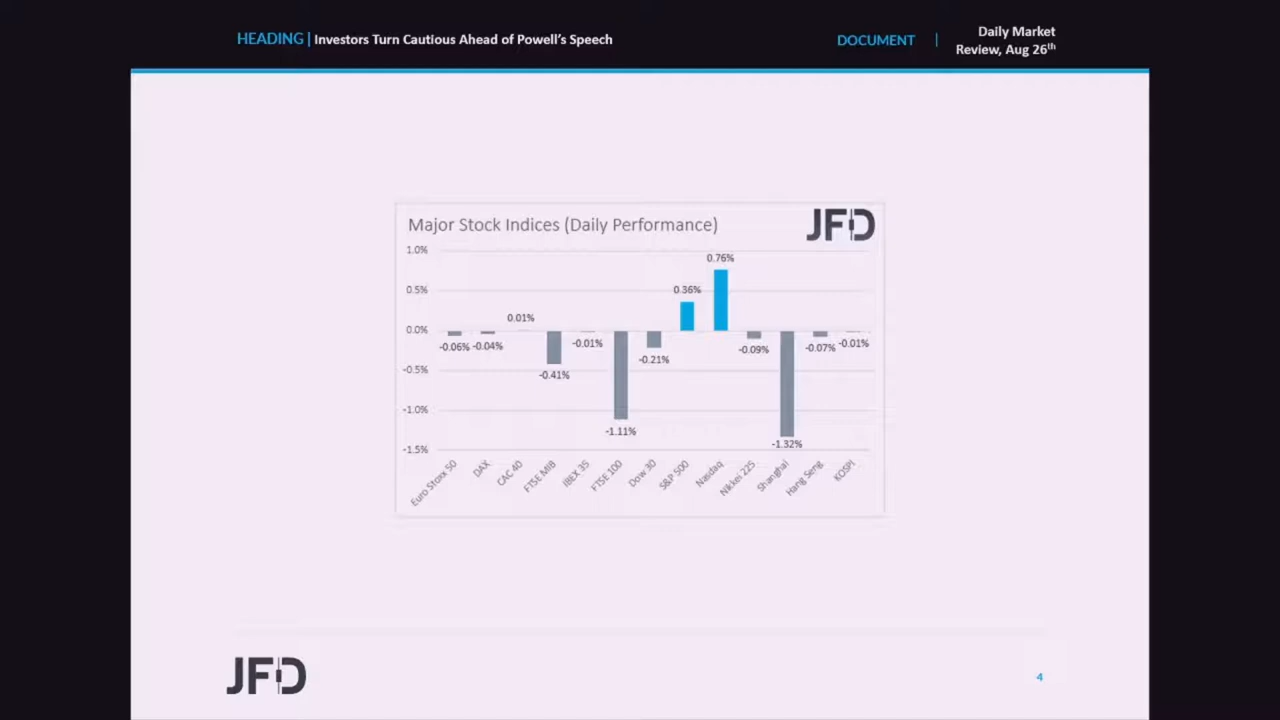 HEADING | Investors Turn Cautious Ahead of Powell's Speech
DOCUMENT |
Daily Market
Review, Aug 26th
Major Stock Indices (Daily Performance)
JFD
1.0%
0.5%
0.0%
-0.5%
-1.0%
-1.5%
-0.06%
-0.04%
0.01%
-0.41%
-0.01%
-1.11%
-0.21%
0.36%
0.76%
-0.09%
-1.32%
-0.07%
-0.01%
Euro Stoxx 50
DAX
CAC 40
FTSE MIB
IBEX 35
FTSE 100
Dow 30
S&P 500
Nasdaq
Nikkei 225
Shanghai
Hang Seng
KOSPI
JFD
4